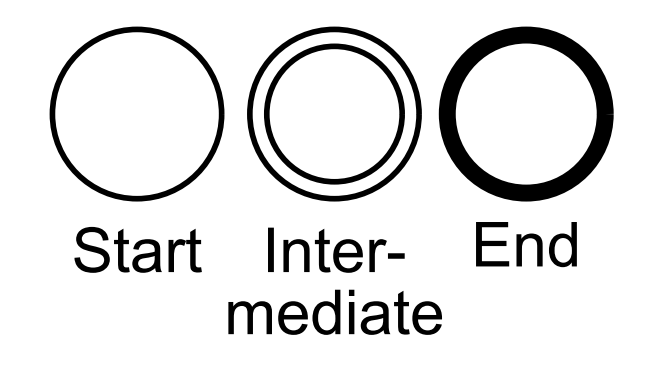 Start
Inter-
mediate
End